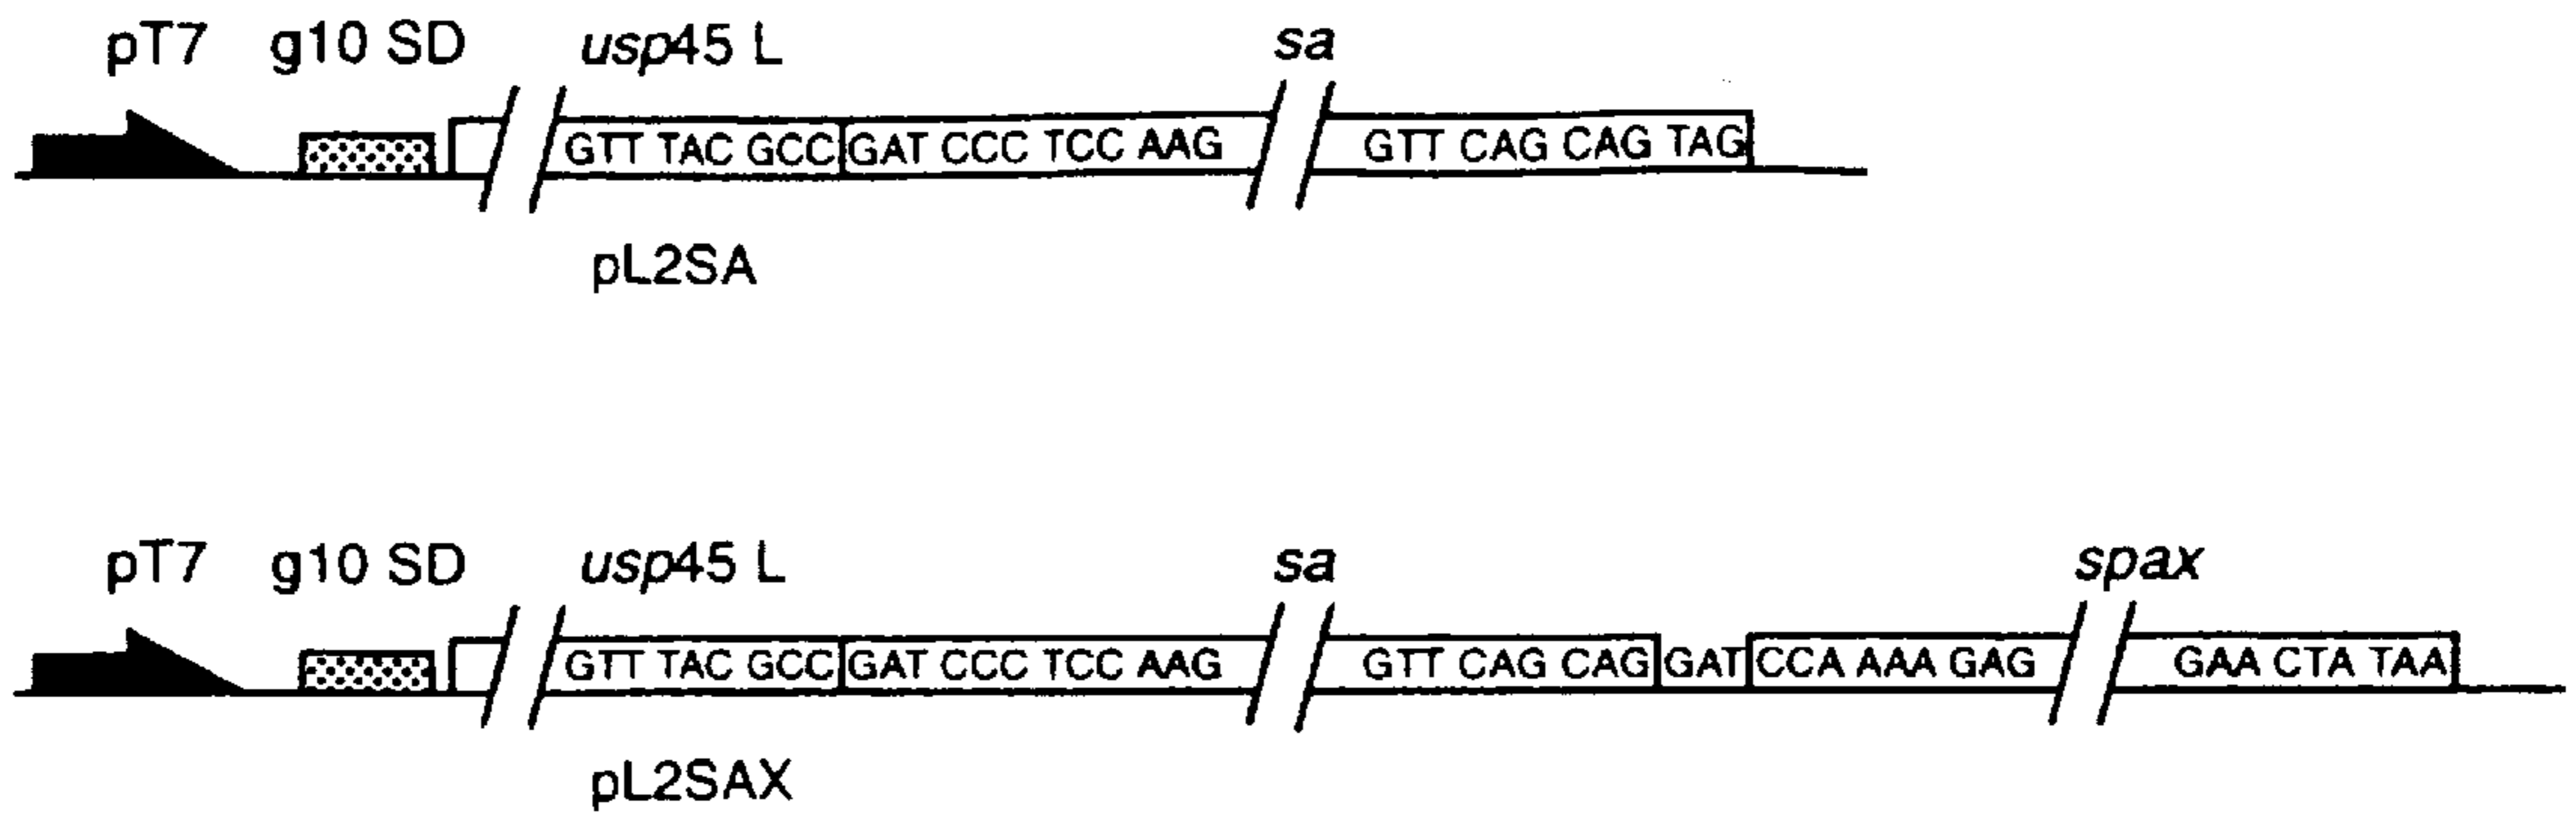 pT7 g10 SD usp45 L sa
GTT TAC GCC GAT CCC TCC AAG GTT CAG CAG TAG
pL2SA
pT7 g10 SD usp45 L sa spax
GTT TAC GCC GAT CCC TCC AAG GTT CAG CAG GAT CCA AAA GAG GAA CTA TAA
pL2SAX